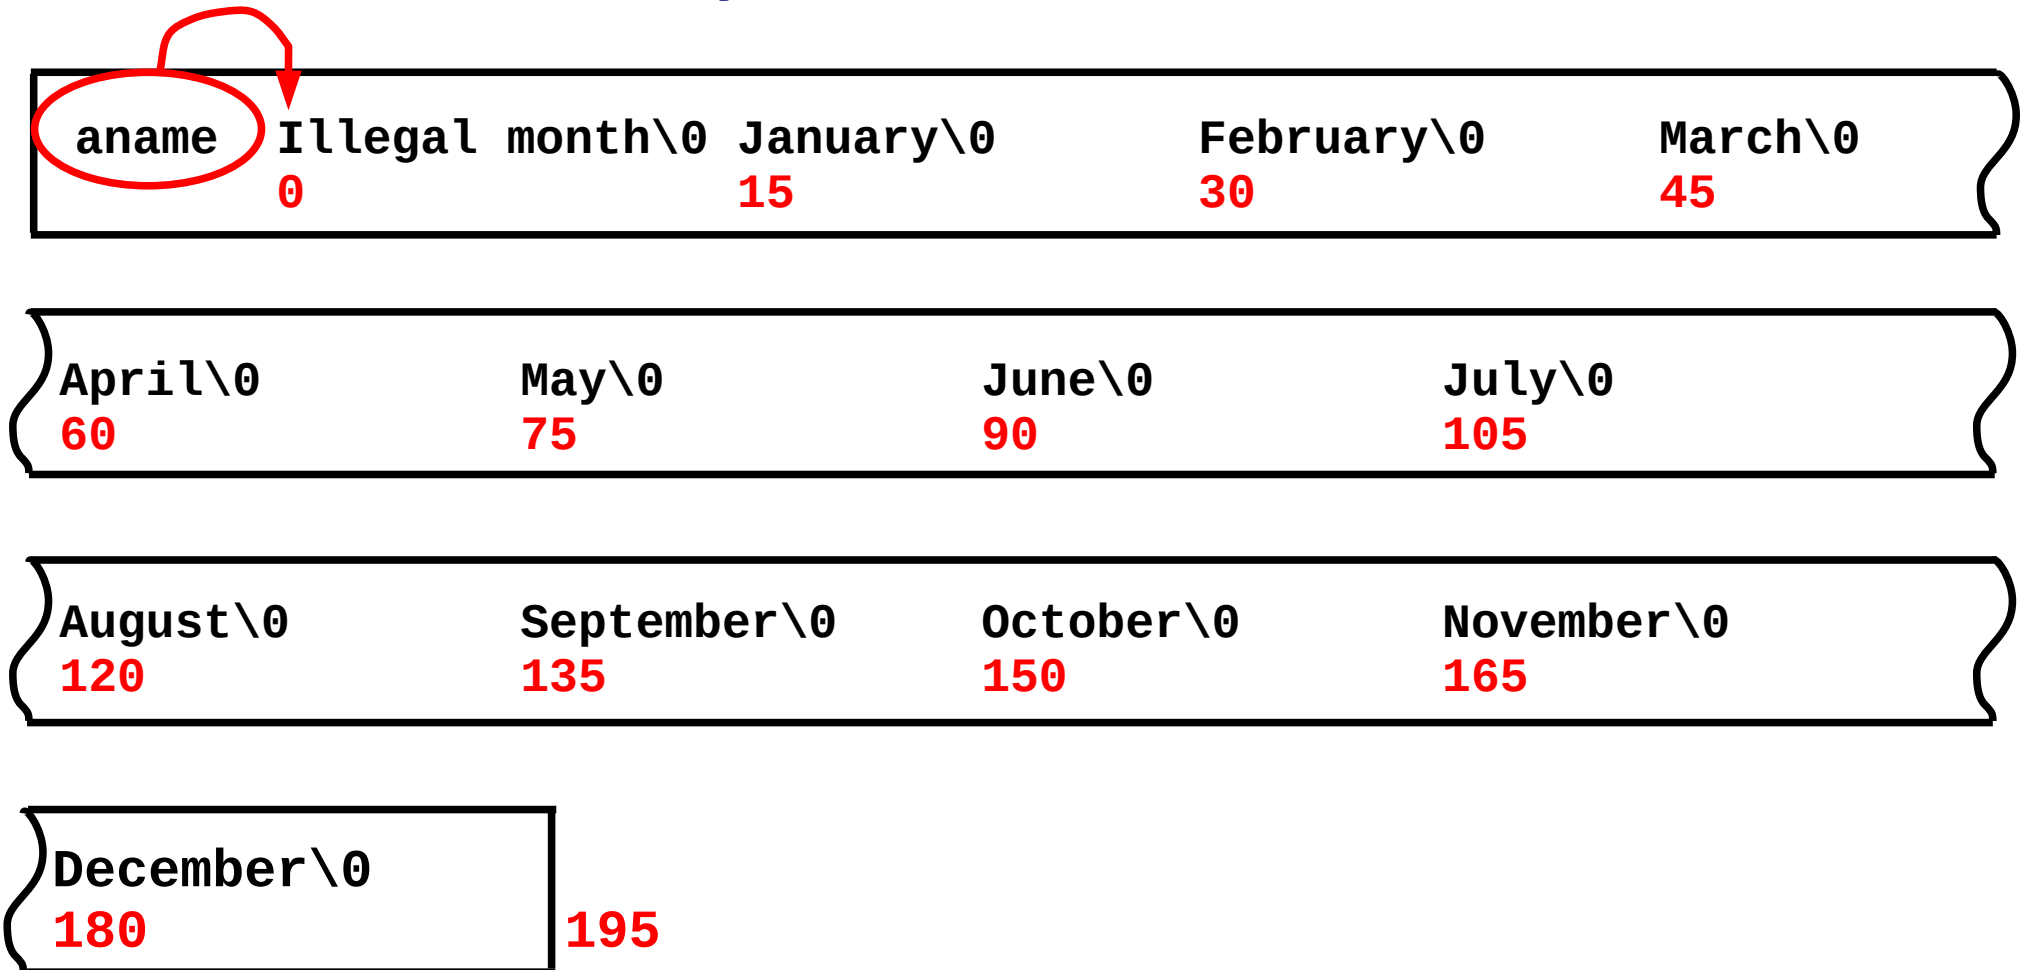 aname Illegal month\0 January\0 February\0 March\0
0 15 30 45
April\0 May\0 June\0 July\0
60 75 90 105
August\0 September\0 October\0 November\0
120 135 150 165
December\0
180 195